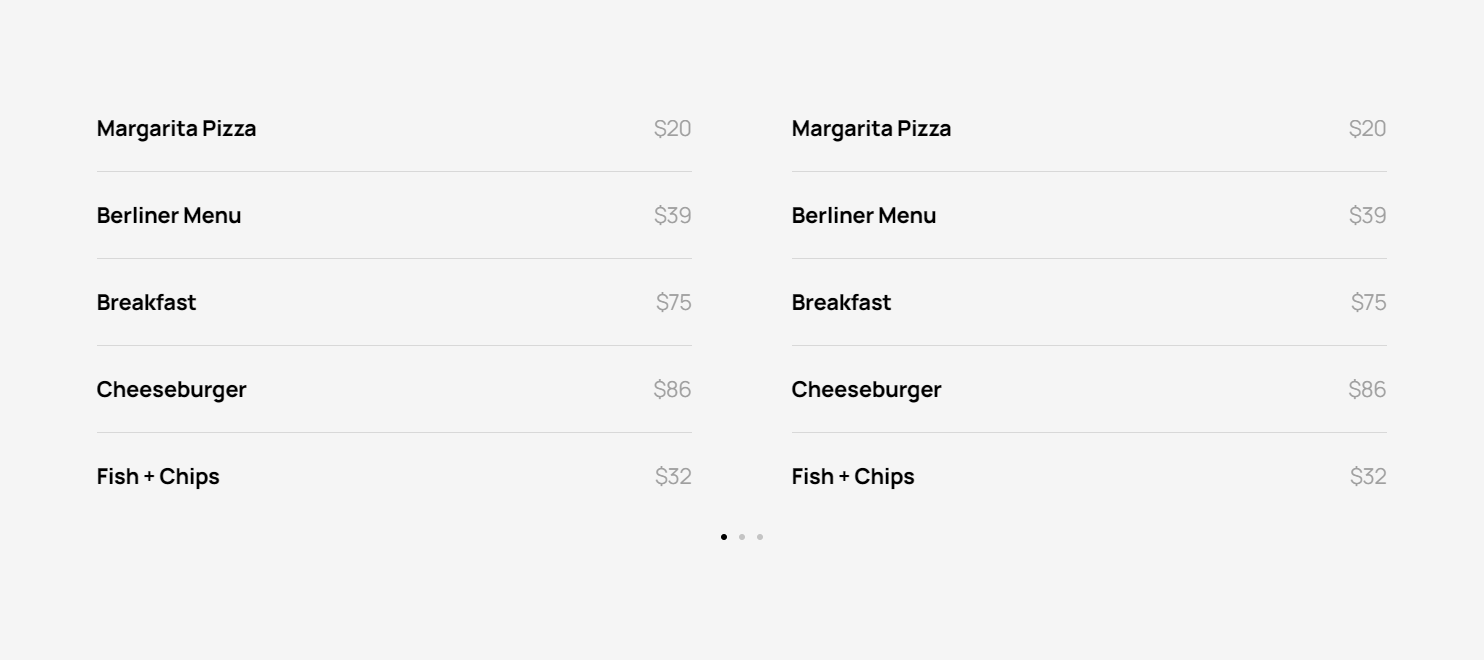 Margarita Pizza $20
Berliner Menu $39
Breakfast $75
Cheeseburger $86
Fish + Chips $32
Margarita Pizza $20
Berliner Menu $39
Breakfast $75
Cheeseburger $86
Fish + Chips $32